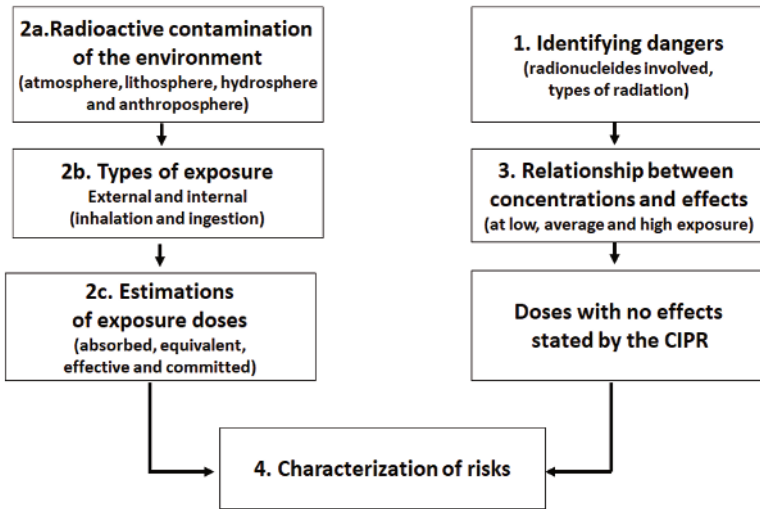 2a.Radioactive contamination
of the environment
(atmosphere, lithosphere, hydrosphere
and anthroposphere)
2b. Types of exposure
External and internal
(inhalation and ingestion)
2c. Estimations
of exposure doses
(absorbed, equivalent,
effective and committed)
1. Identifying dangers
(radionucleides involved,
types of radiation)
3. Relationship between
concentrations and effects
(at low, average and high exposure)
Doses with no effects
stated by the CIPR
4. Characterization of risks